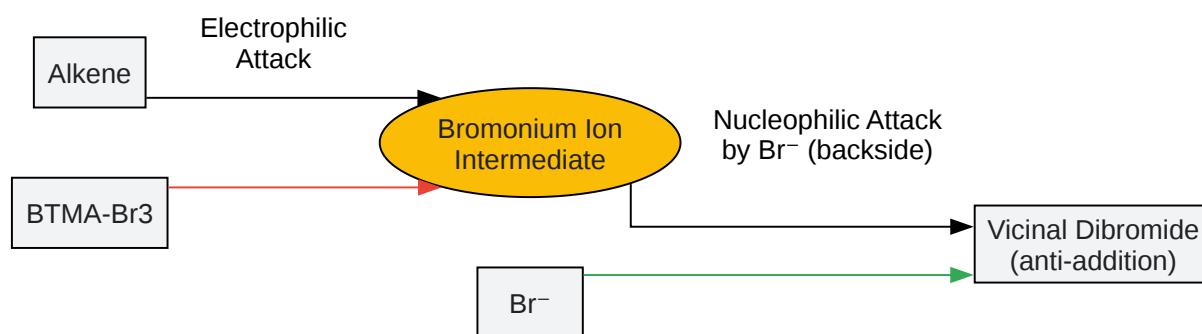 Electrophilic
Attack
Alkene
Bromonium Ion
Intermediate
Nucleophilic Attack
by Br⁻ (backside)
BTMA-Br3
Vicinal Dibromide
(anti-addition)
Br⁻